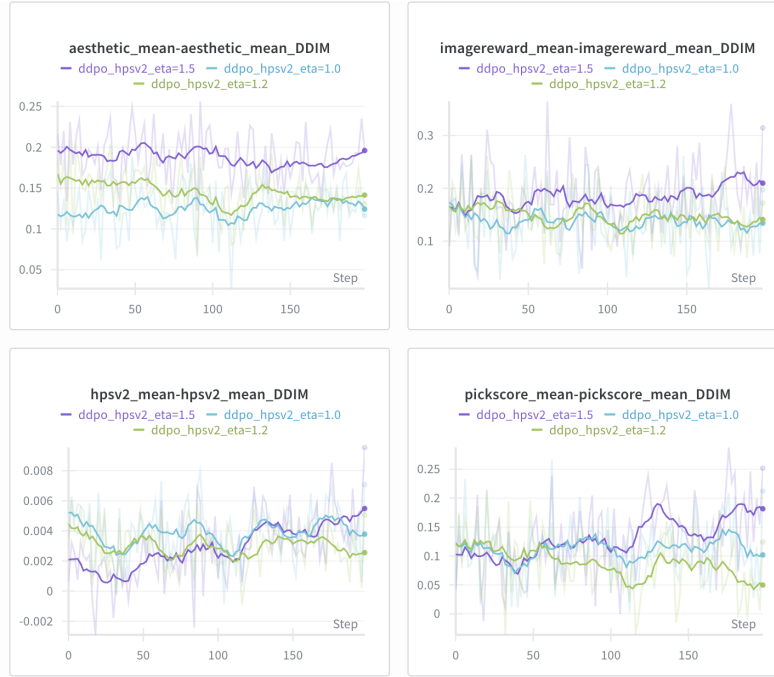 aesthetic_mean-aesthetic_mean_DDIM
ddpo_hpsv2_eta=1.5 ddpo_hpsv2_eta=1.0
ddpo_hpsv2_eta=1.2
0.25
0.2
0.15
0.1
0.05
Step
0 50 100 150
imagereward_mean-imagereward_mean_DDIM
ddpo_hpsv2_eta=1.5 ddpo_hpsv2_eta=1.0
ddpo_hpsv2_eta=1.2
0.3
0.2
0.1
Step
0 50 100 150
hpsv2_mean-hpsv2_mean_DDIM
ddpo_hpsv2_eta=1.5 ddpo_hpsv2_eta=1.0
ddpo_hpsv2_eta=1.2
0.008
0.006
0.004
0.002
0
-0.002
Step
0 50 100 150
pickscore_mean-pickscore_mean_DDIM
ddpo_hpsv2_eta=1.5 ddpo_hpsv2_eta=1.0
ddpo_hpsv2_eta=1.2
0.25
0.2
0.15
0.1
0.05
0
Step
0 50 100 150